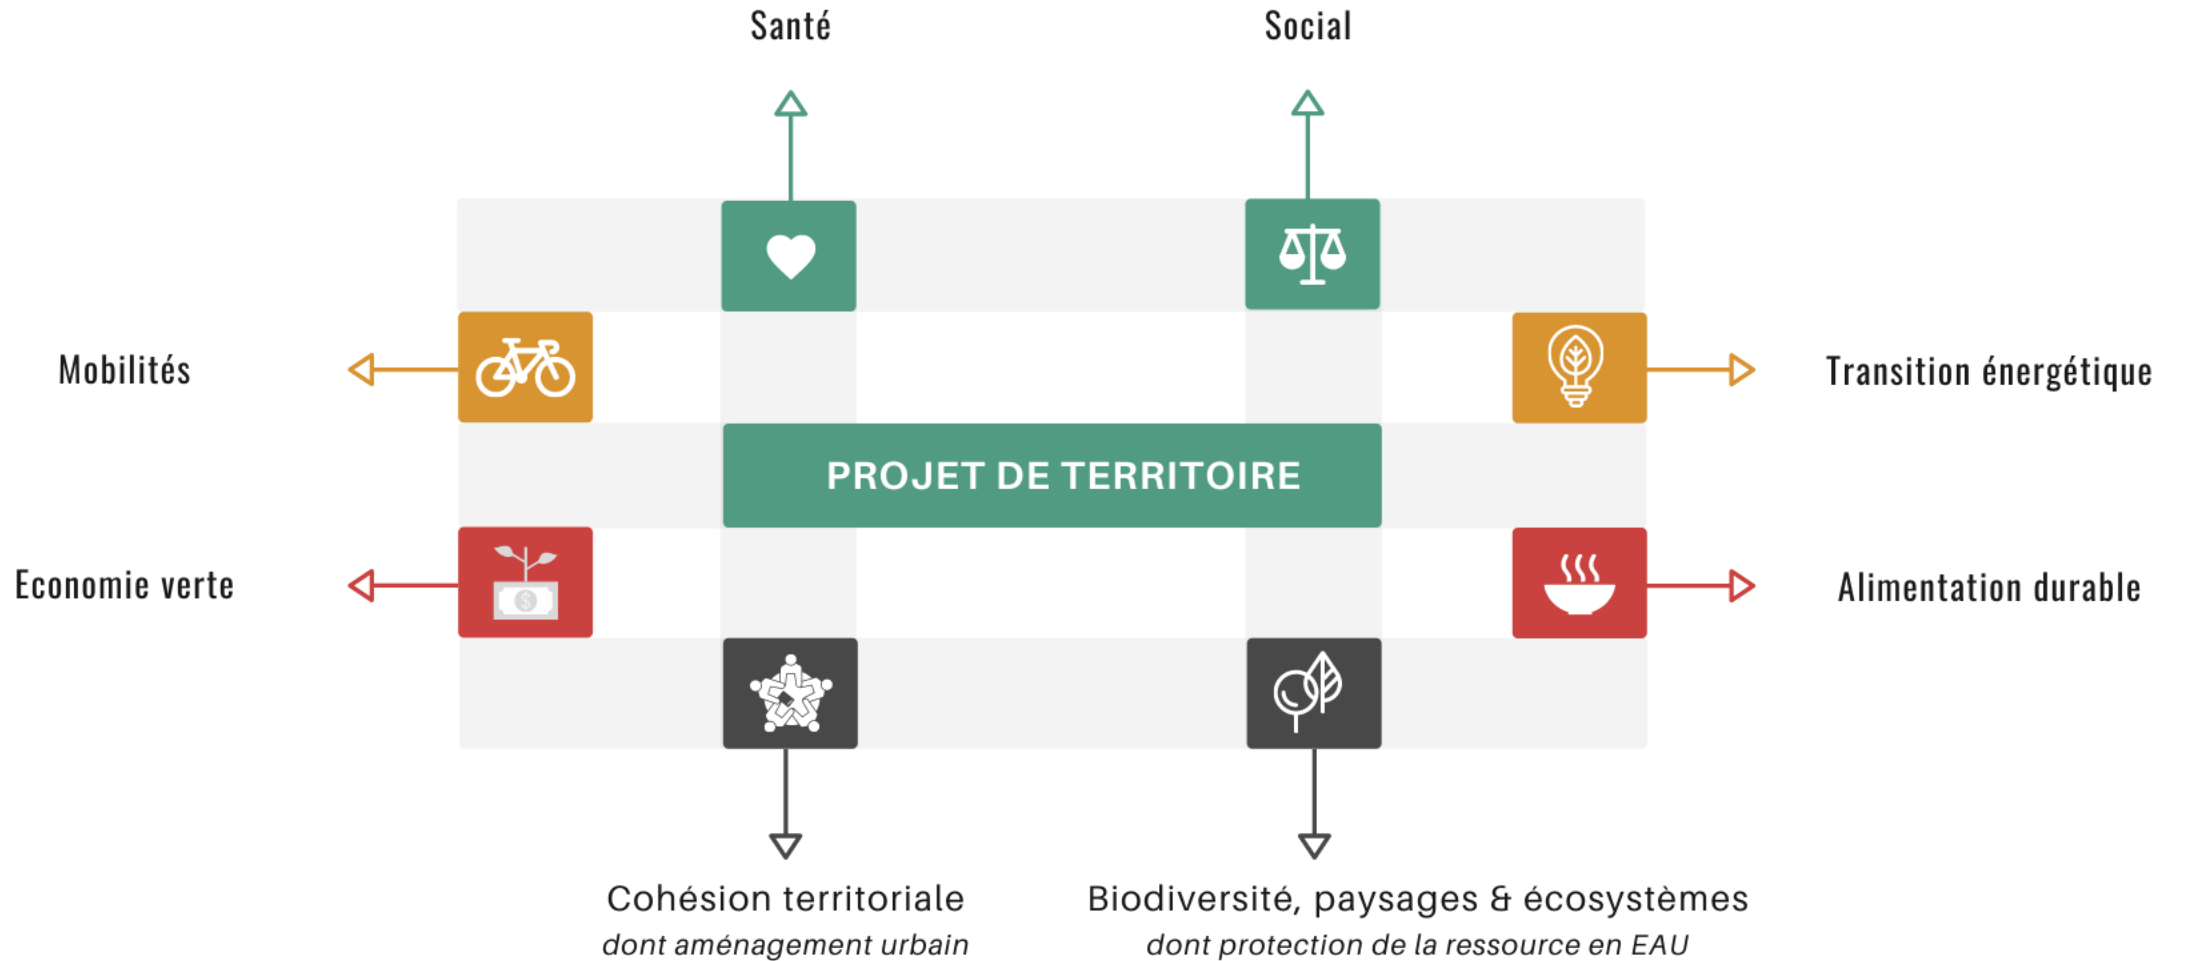 Santé
Social
Mobilités
Transition énergétique
PROJET DE TERRITOIRE
Economie verte
$
Alimentation durable
Cohésion territoriale
dont aménagement urbain
Biodiversité, paysages & écosystèmes
dont protection de la ressource en EAU